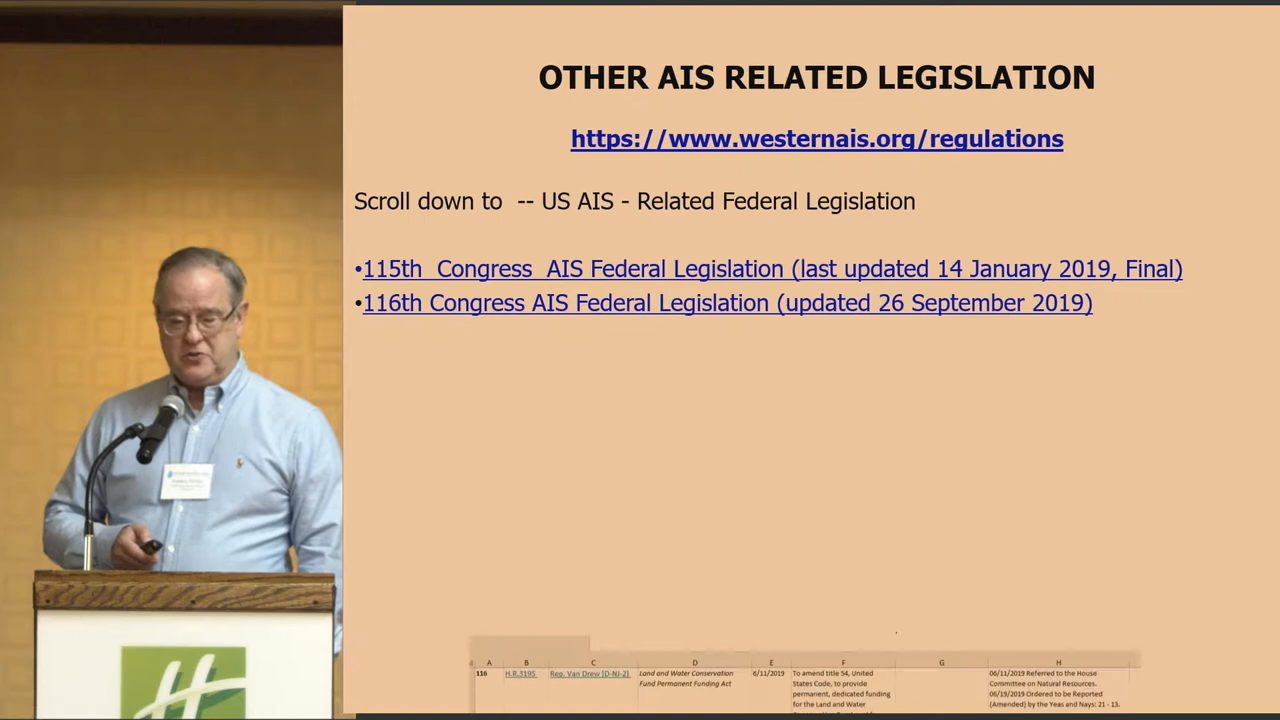 OTHER AIS RELATED LEGISLATION
https://www.westernais.org/regulations
Scroll down to -- US AIS - Related Federal Legislation
•115th Congress AIS Federal Legislation (last updated 14 January 2019, Final)
•116th Congress AIS Federal Legislation (updated 26 September 2019)
A B C D E F G H
116 H.R.3195 Rep. Van Drew [D-NJ-2] Land and Water Conservation 6/11/2019 To amend title 54, United 06/11/2019 Referred to the House
Fund Permanent Funding Act States Code, to provide Committee on Natural Resources.
permanent, dedicated funding 06/19/2019 Ordered to be Reported
for the Land and Water (Amended) by the Yeas and Nays: 21 - 13.
H